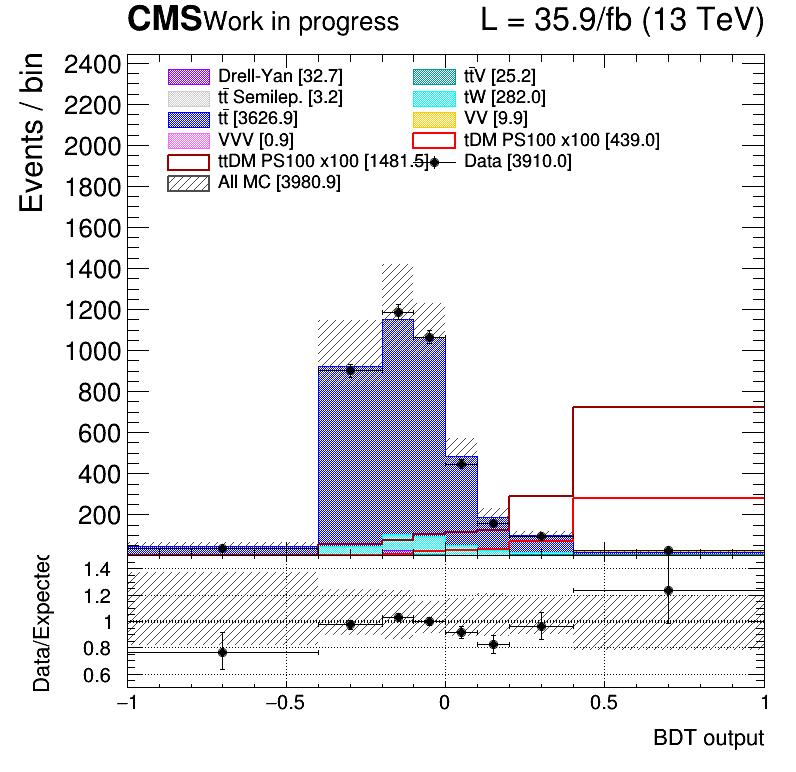 CMS Work in progress L = 35.9/fb (13 TeV)
Events / bin
2400
2200
2000
1800
1600
1400
1200
1000
800
600
400
200
Drell-Yan [32.7] tt̄V [25.2]
tt̄ Semilep. [3.2] tW [282.0]
tt̄ [3626.9] VV [9.9]
VVV [0.9] tDM PS100 x100 [439.0]
ttDM PS100 x100 [1481.5] Data [3910.0]
All MC [3980.9]
Data/Expected
1.4
1.2
1
0.8
0.6
−1 −0.5 0 0.5 1
BDT output